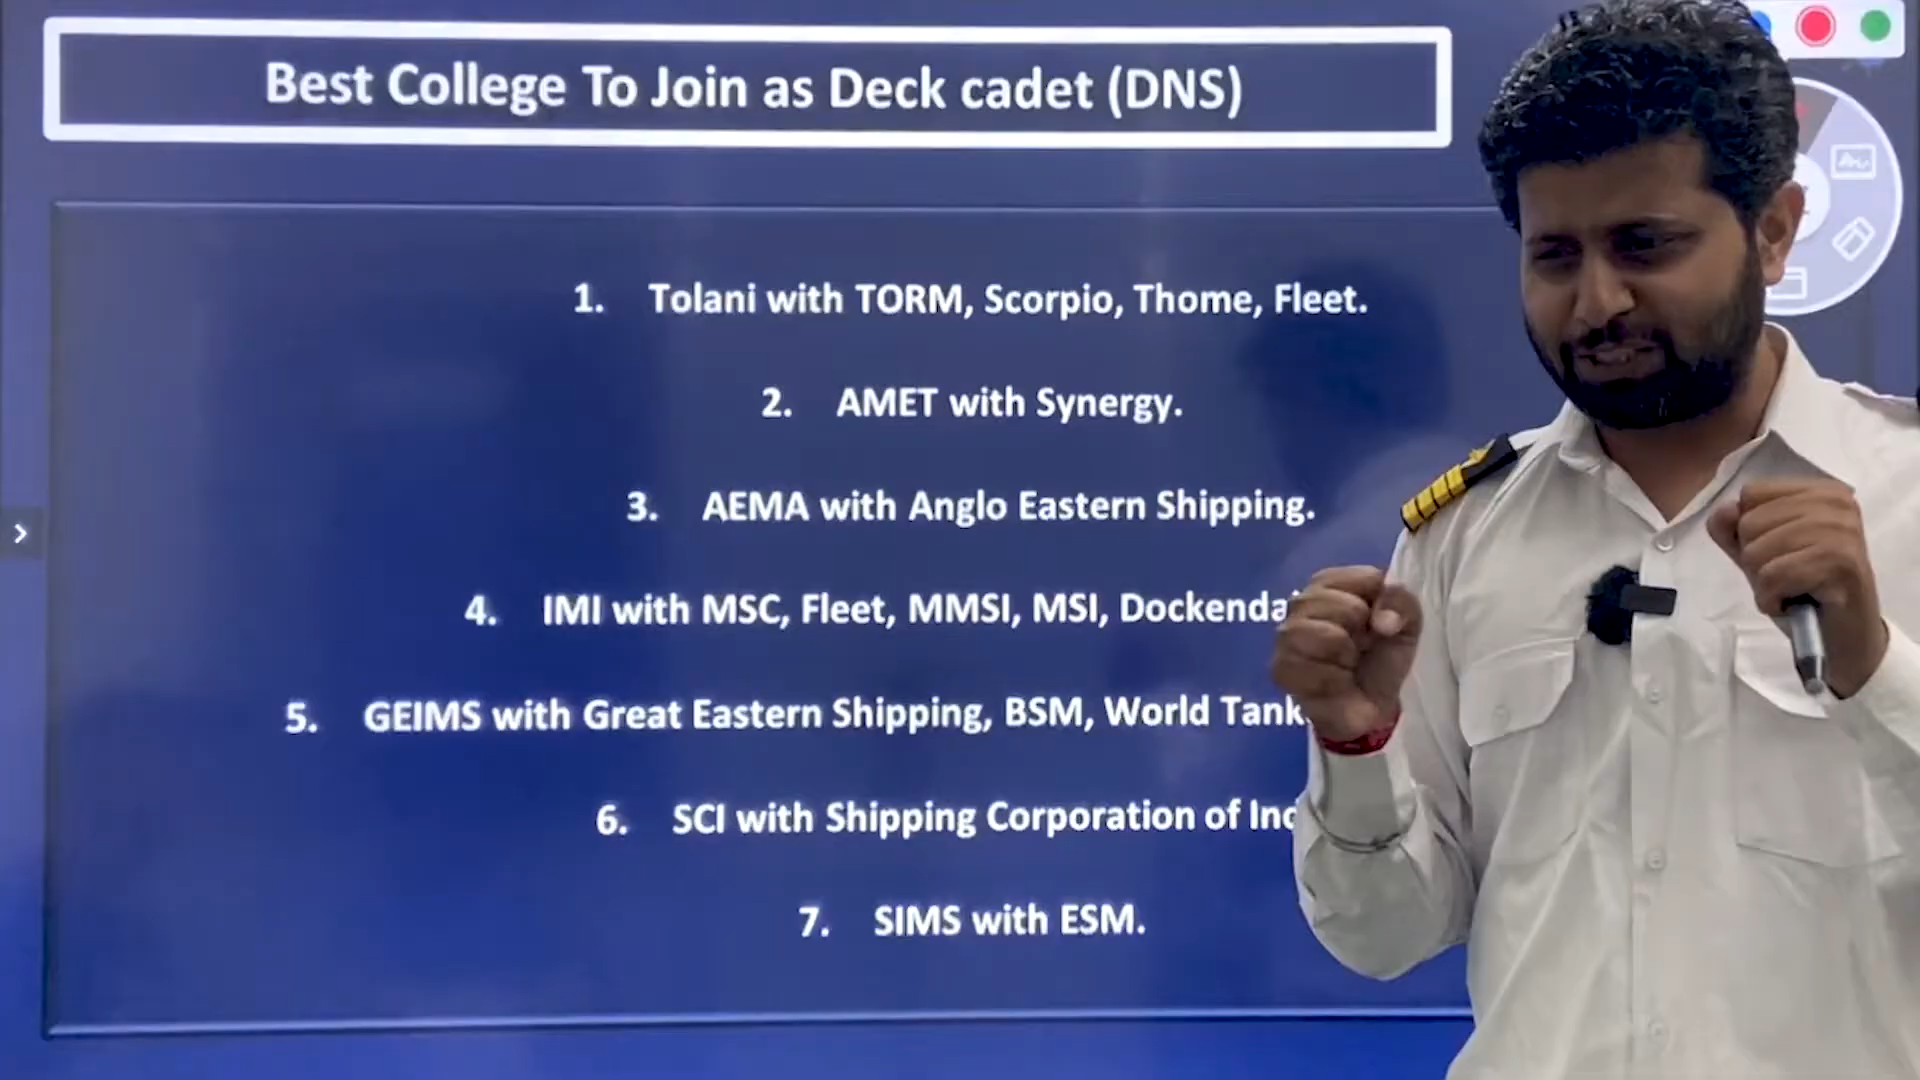 Best College To Join as Deck cadet (DNS)
1. Tolani with TORM, Scorpio, Thome, Fleet.
2. AMET with Synergy.
3. AEMA with Anglo Eastern Shipping.
4. IMI with MSC, Fleet, MMSI, MSI,
5. GEIMS with Great Eastern Shipping, BSM, World
6. SCI with Shipping Corporation of
7. SIMS with ESM.